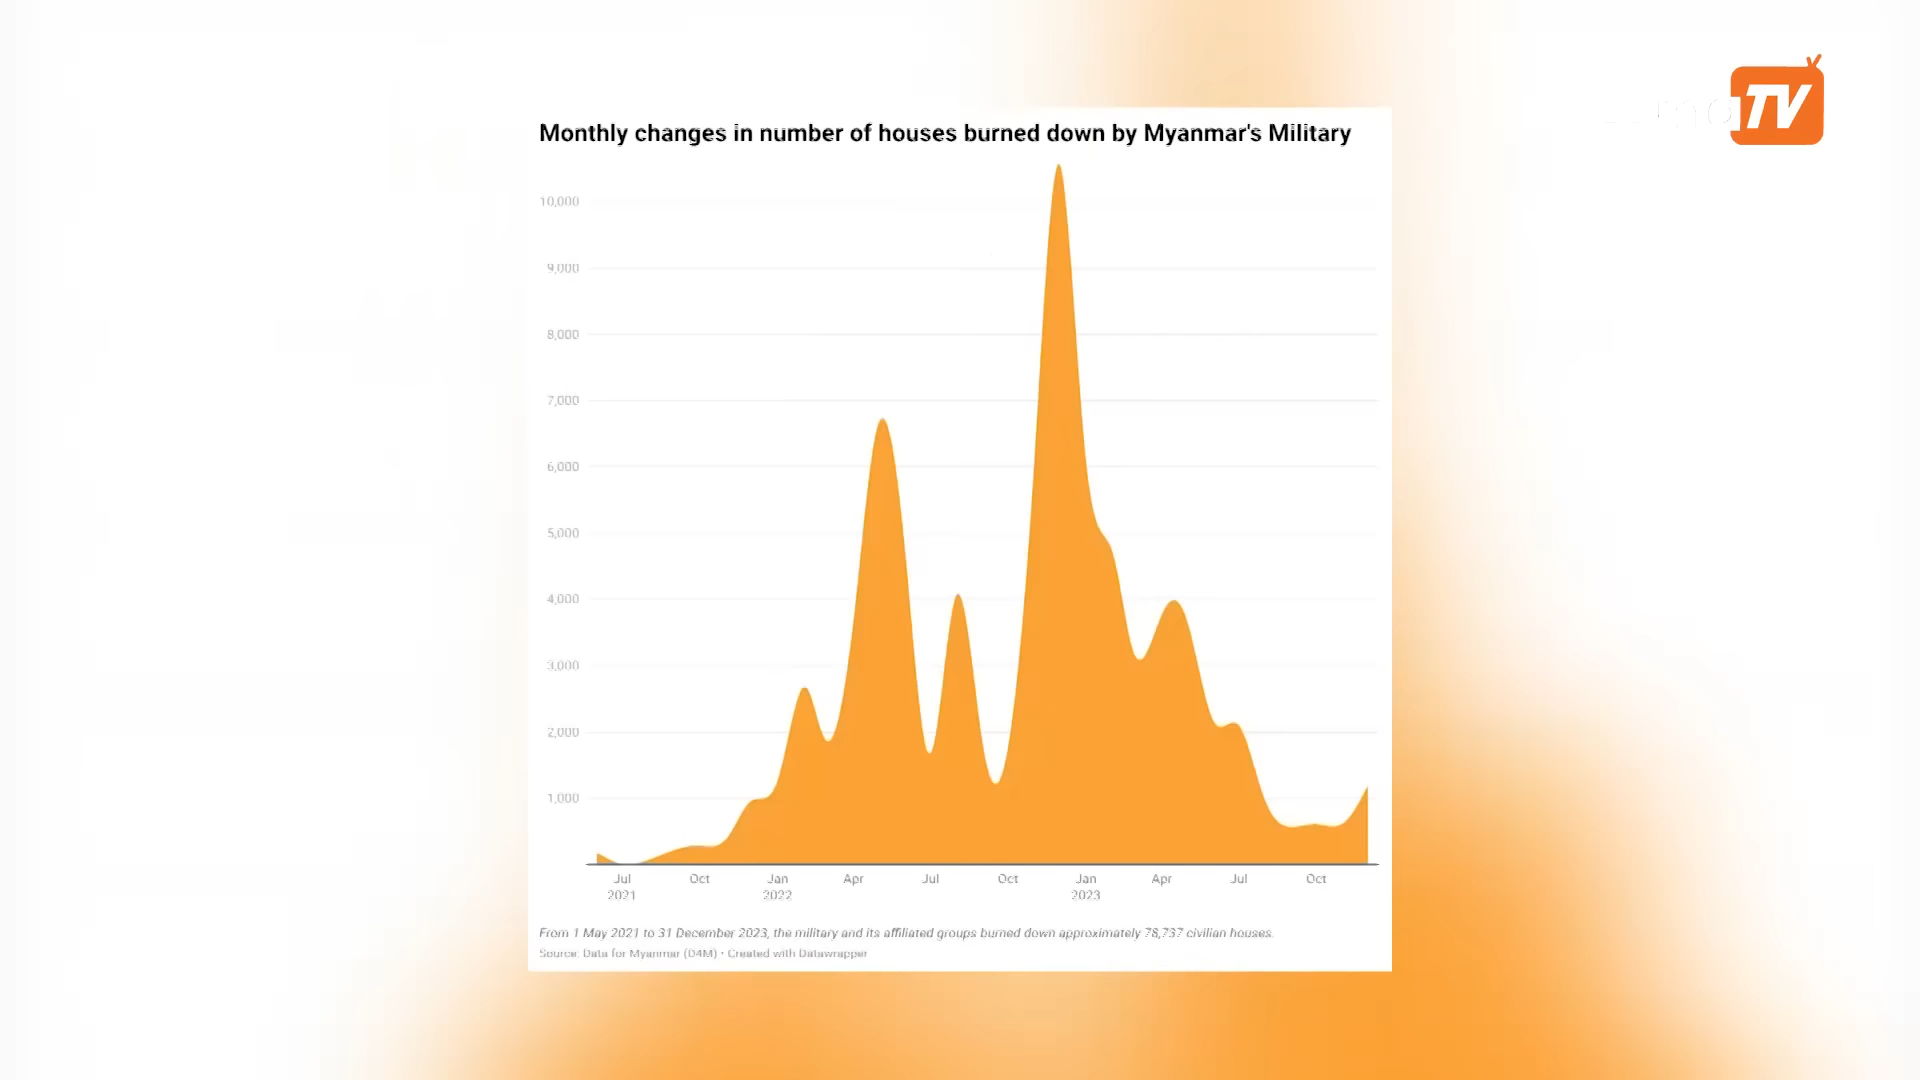 TV
Monthly changes in number of houses burned down by Myanmar's Military
10,000
9,000
8,000
7,000
6,000
5,000
4,000
3,000
2,000
1,000
Jul Oct Jan Apr Jul Oct Jan Apr Jul Oct
2021 2022 2023
From 1 May 2021 to 31 December 2023, the military and its affiliated groups burned down approximately 78,737 civilian houses.
Source: Data for Myanmar (D4M) • Created with Datawrapper